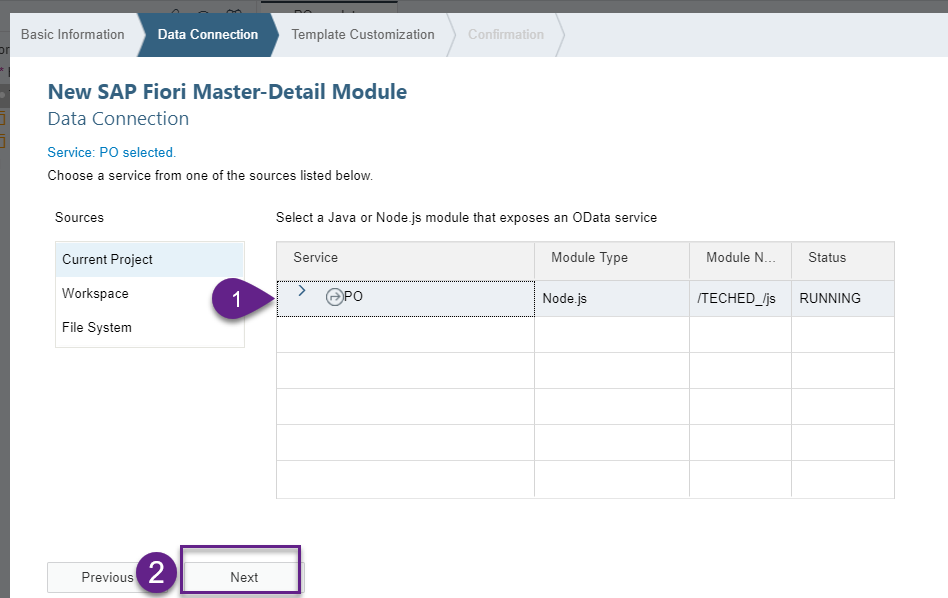 Basic Information Data Connection Template Customization Confirmation
New SAP Fiori Master-Detail Module
Data Connection
Service: PO selected.
Choose a service from one of the sources listed below.
Sources Select a Java or Node.js module that exposes an OData service
Service Module Type Module N... Status
Current Project
Workspace
File System
1 PO Node.js /TECHED_/js RUNNING
Previous 2 Next